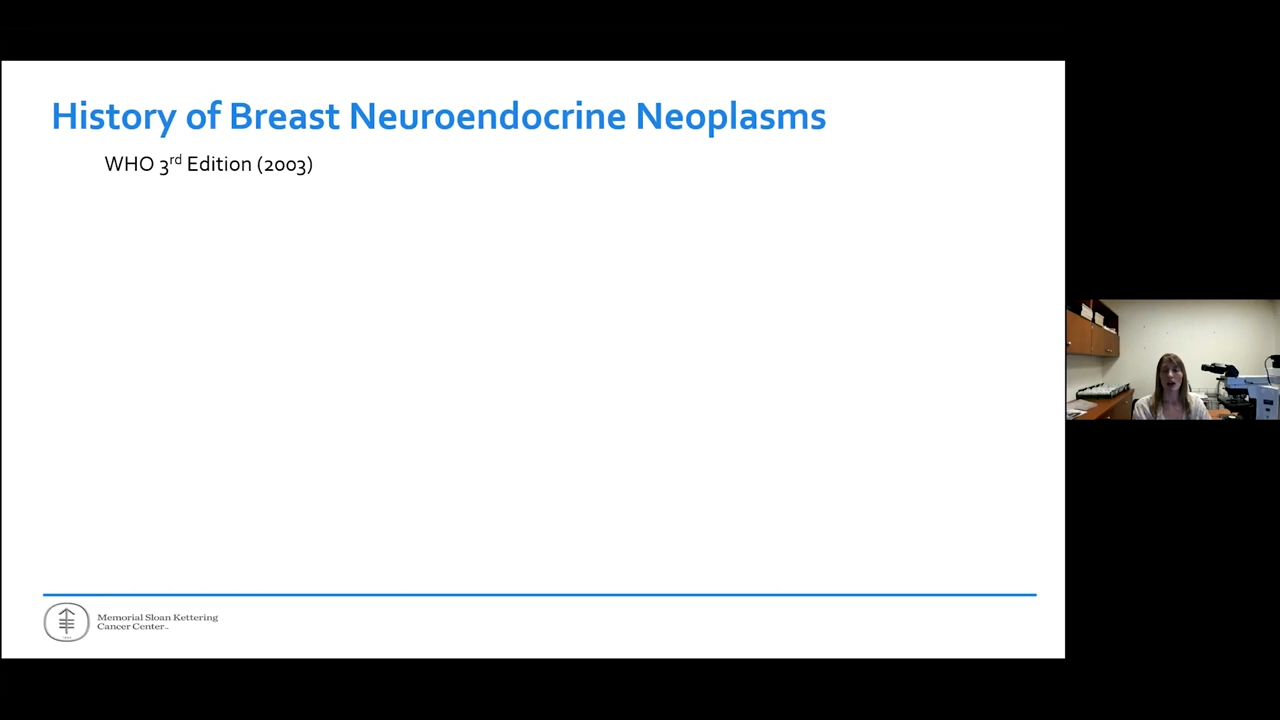 History of Breast Neuroendocrine Neoplasms
WHO 3rd Edition (2003)
Memorial Sloan Kettering
Cancer Center